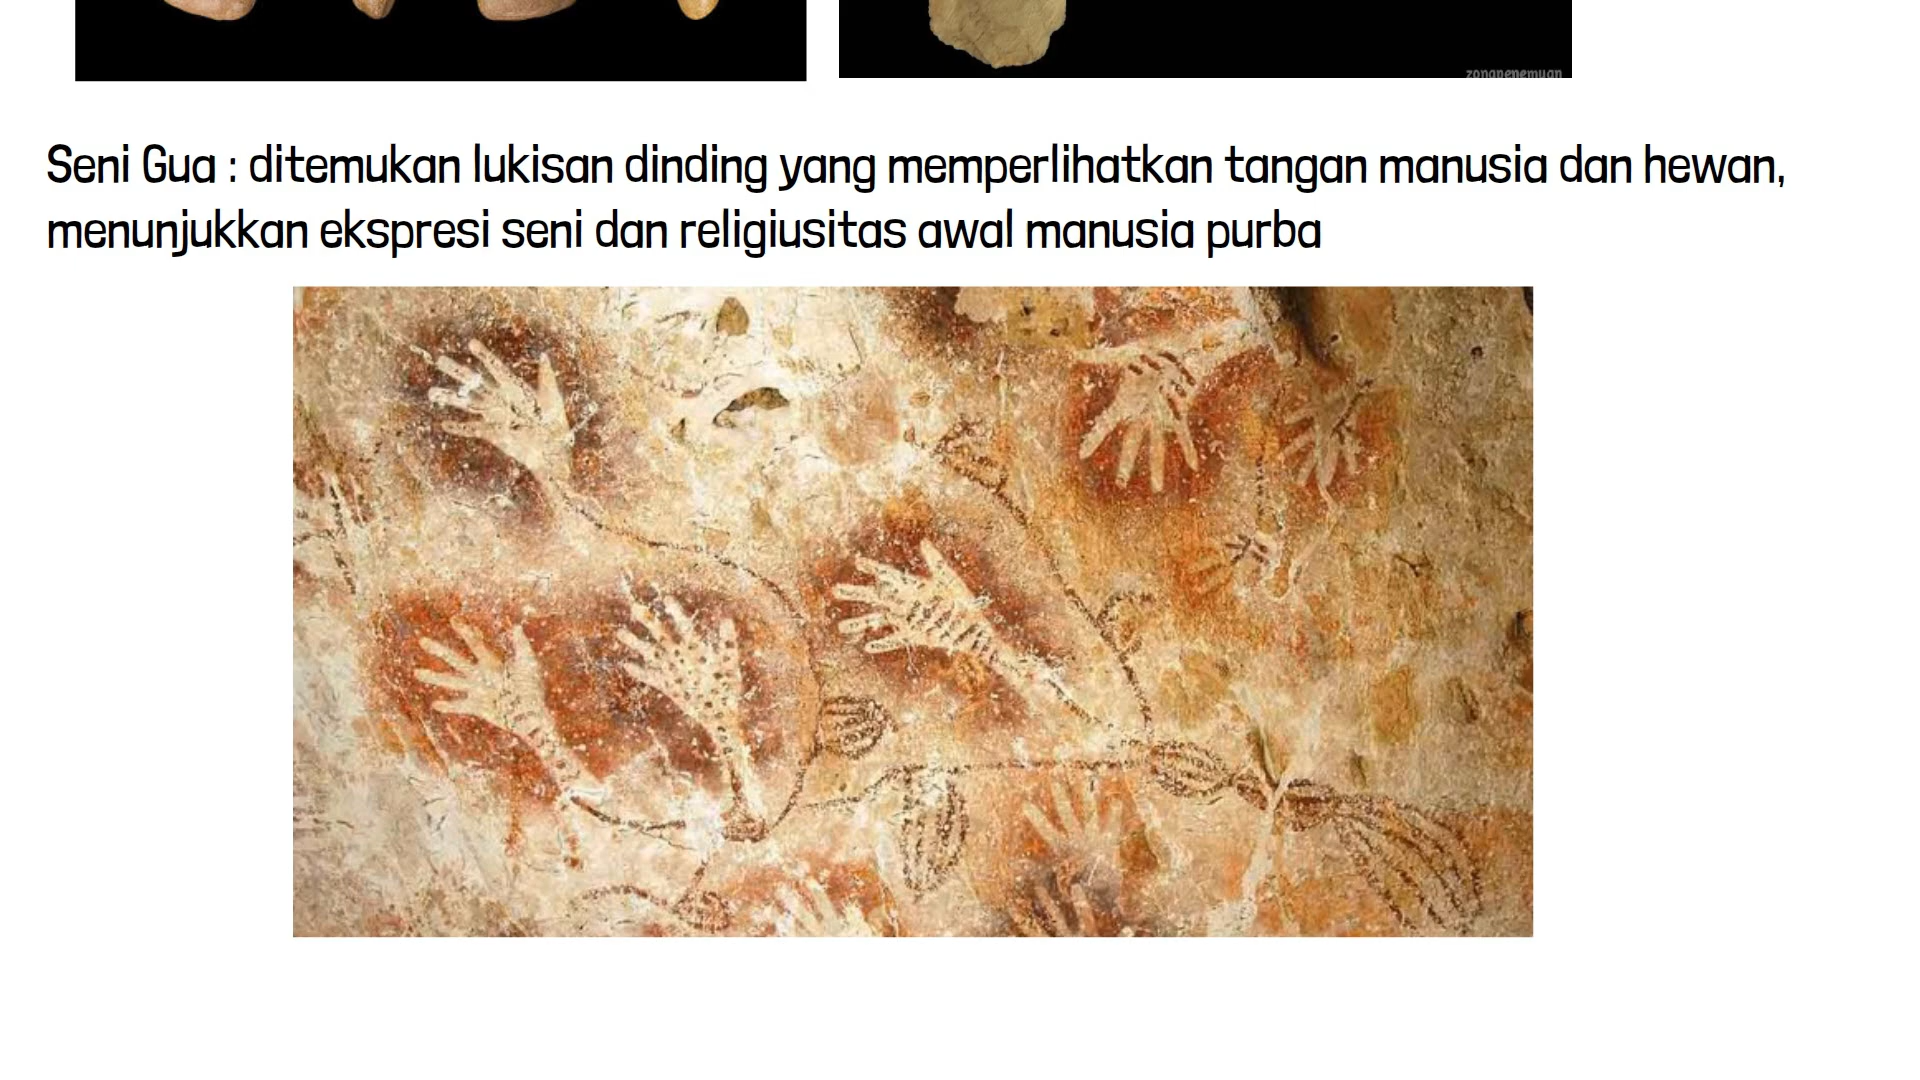 zonapenemuan
Seni Gua : ditemukan lukisan dinding yang memperlihatkan tangan manusia dan hewan,
menunjukkan ekspresi seni dan religiusitas awal manusia purba